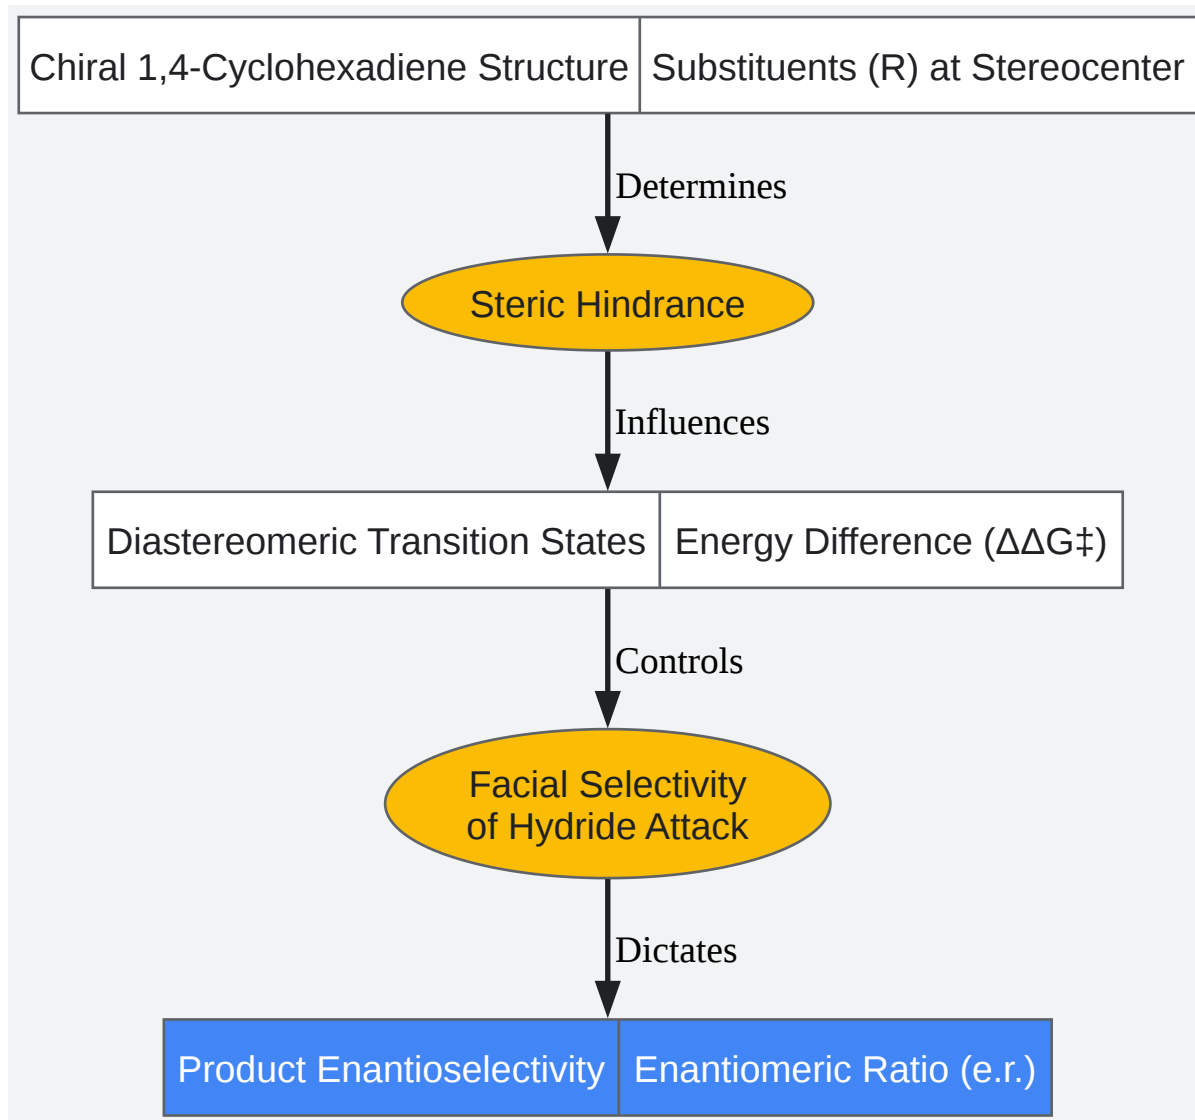 Chiral 1,4-Cyclohexadiene Structure
Substituents (R) at Stereocenter
Determines
Steric Hindrance
Influences
Diastereomeric Transition States
Energy Difference (ΔΔG‡)
Controls
Facial Selectivity
of Hydride Attack
Dictates
Product Enantioselectivity
Enantiomeric Ratio (e.r.)